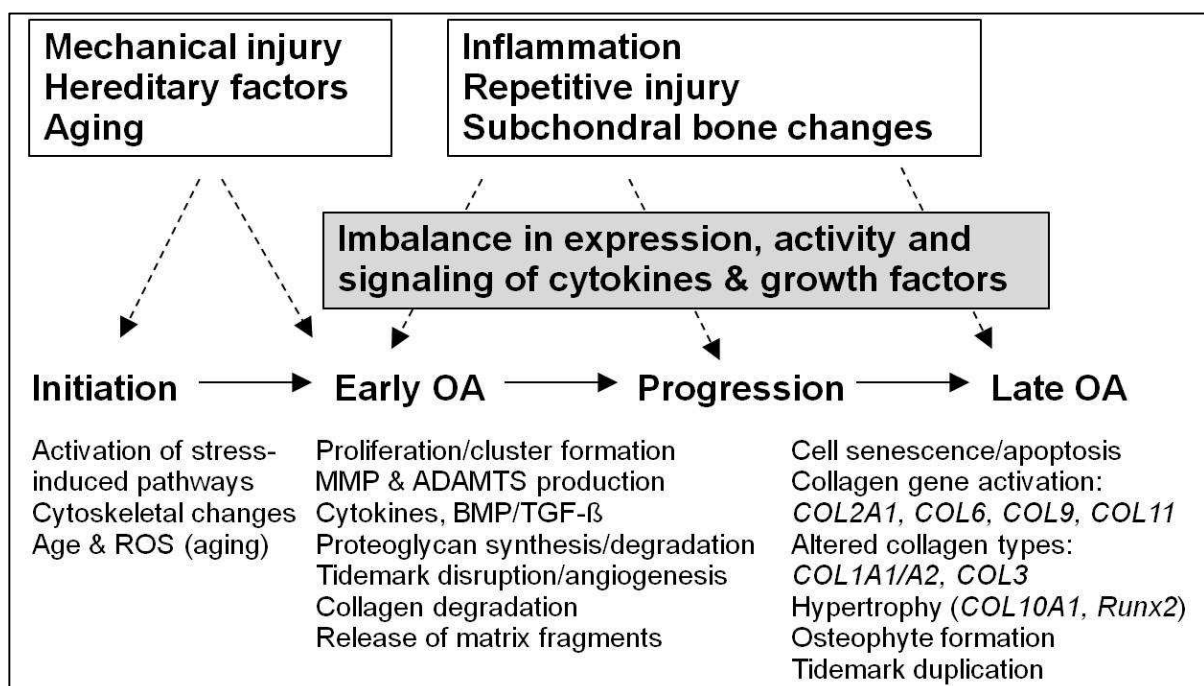 Mechanical injury
Hereditary factors
Aging
Inflammation
Repetitive injury
Subchondral bone changes
Imbalance in expression, activity and
signaling of cytokines & growth factors
Initiation
Early OA
Progression
Late OA
Activation of stress-
induced pathways
Cytoskeletal changes
Age & ROS (aging)
Proliferation/cluster formation
MMP & ADAMTS production
Cytokines, BMP/TGF-ß
Proteoglycan synthesis/degradation
Tidemark disruption/angiogenesis
Collagen degradation
Release of matrix fragments
Cell senescence/apoptosis
Collagen gene activation:
COL2A1, COL6, COL9, COL11
Altered collagen types:
COL1A1/A2, COL3
Hypertrophy (COL10A1, Runx2)
Osteophyte formation
Tidemark duplication